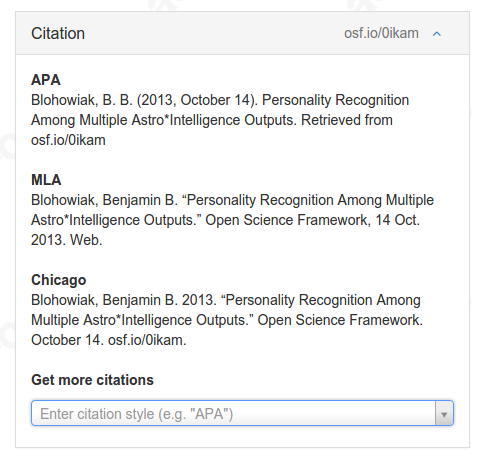 Citation osf.io/0ikam
APA
Blohowiak, B. B. (2013, October 14). Personality Recognition
Among Multiple Astro*Intelligence Outputs. Retrieved from
osf.io/0ikam
MLA
Blohowiak, Benjamin B. “Personality Recognition Among Multiple
Astro*Intelligence Outputs.” Open Science Framework, 14 Oct.
2013. Web.
Chicago
Blohowiak, Benjamin B. 2013. “Personality Recognition Among
Multiple Astro*Intelligence Outputs.” Open Science Framework.
October 14. osf.io/0ikam.
Get more citations
Enter citation style (e.g. "APA")